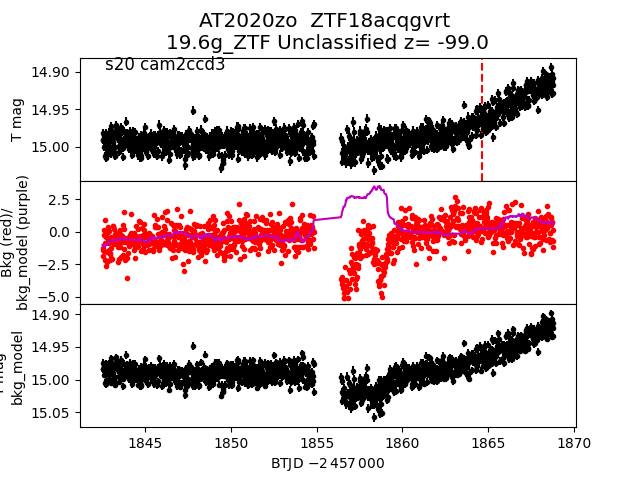 AT2020zo  ZTF18acqgvrt
19.6g_ZTF Unclassified z= -99.0
s20 cam2ccd3
14.90
14.95
15.00
T mag
2.5
0.0
−2.5
−5.0
Bkg (red)/
bkg_model (purple)
14.90
14.95
15.00
15.05
bkg_model
1845
1850
1855
1860
1865
1870
BTJD −2 457 000